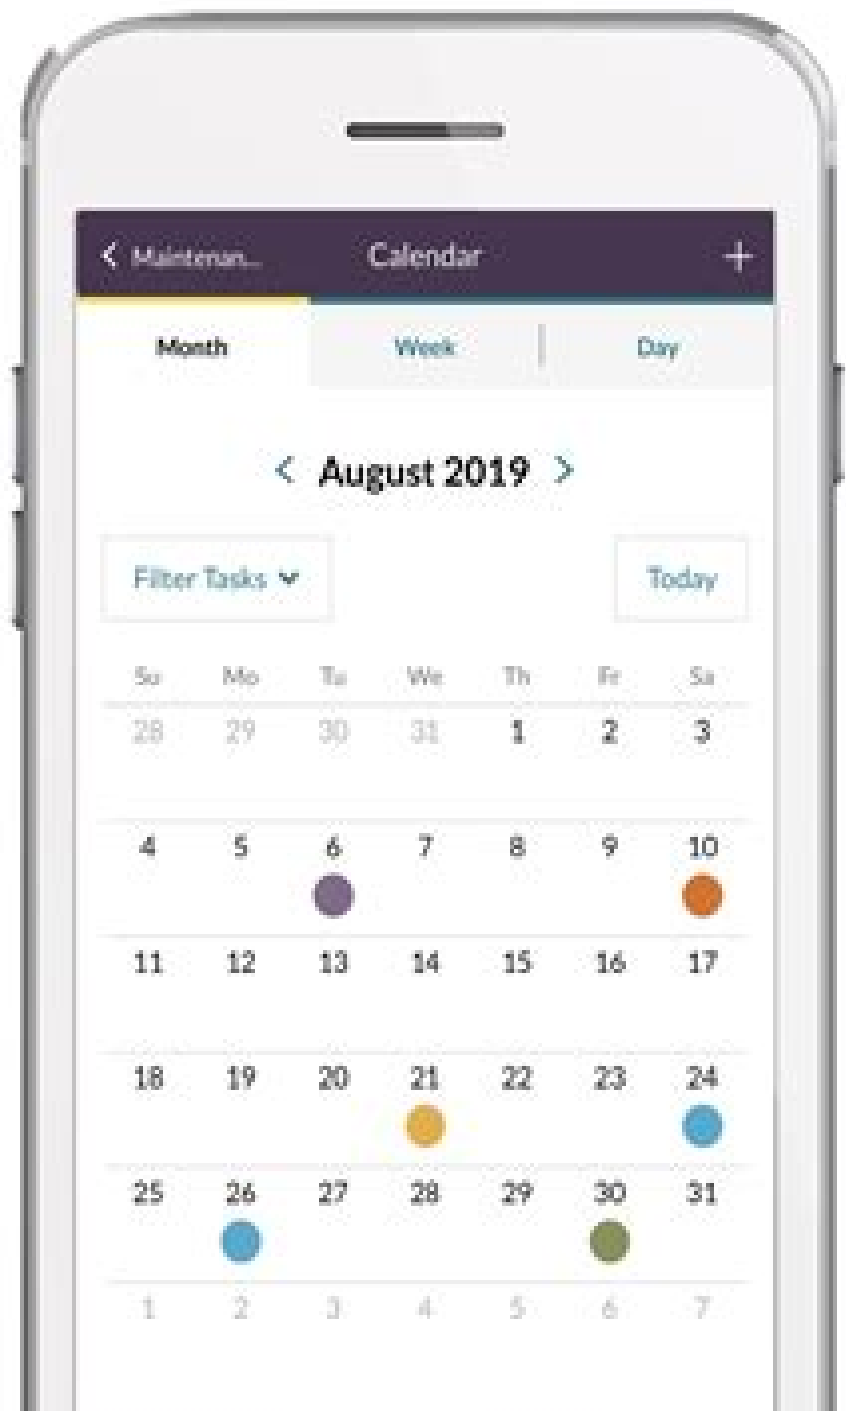 Maintenan... Calendar +
Month Week Day
< August 2019 >
Filter Tasks Today
Su Mo Tu We Th Fr Sa
28 29 30 31 1 2 3
4 5 6 7 8 9 10
11 12 13 14 15 16 17
18 19 20 21 22 23 24
25 26 27 28 29 30 31
1 2 3 4 5 6 7